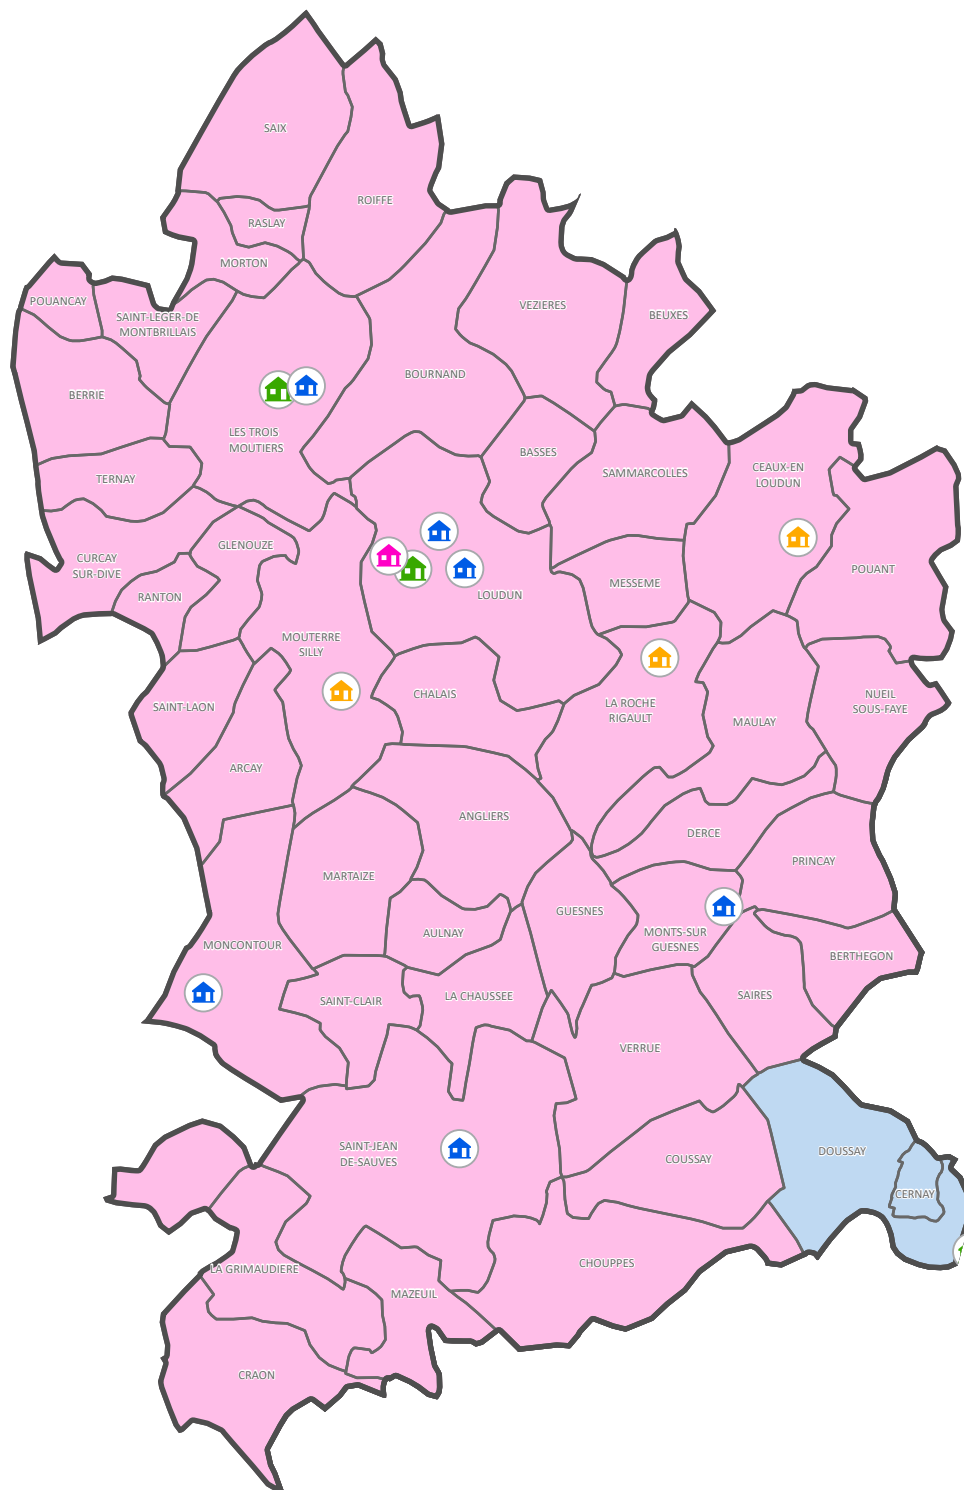 SAIX
ROIFFE
RASLAY
MORTON
POUANCAY
SAINT-LEGER-DE
MONTBRILLAIS
VEZIERES
BEUXES
BERRIE
BOURNAND
LES TROIS
MOUTIERS
BASSES
SAMMARCOLLES
CEAUX-EN
LOUDUN
TERNAY
GLENOUZE
CURCAY
SUR-DIVE
RANTON
LOUDUN
MESSEME
POUANT
MOUTERRE
SILLY
CHALAIS
SAINT-LAON
LA ROCHE
RIGAULT
MAULAY
NUEIL
SOUS-FAYE
ARCAY
ANGLIERS
DERCE
PRINCAY
MARTAIZE
GUESNES
AULNAY
MONTS-SUR
GUESNES
MONCONTOUR
BERTHEGON
SAINT-CLAIR
LA CHAUSSEE
SAIRES
VERRUE
SAINT-JEAN
DE-SAUVES
COUSSAY
DOUSSAY
CERNAY
LA GRIMAUDIERE
CHOUPPES
MAZEUIL
CRAON